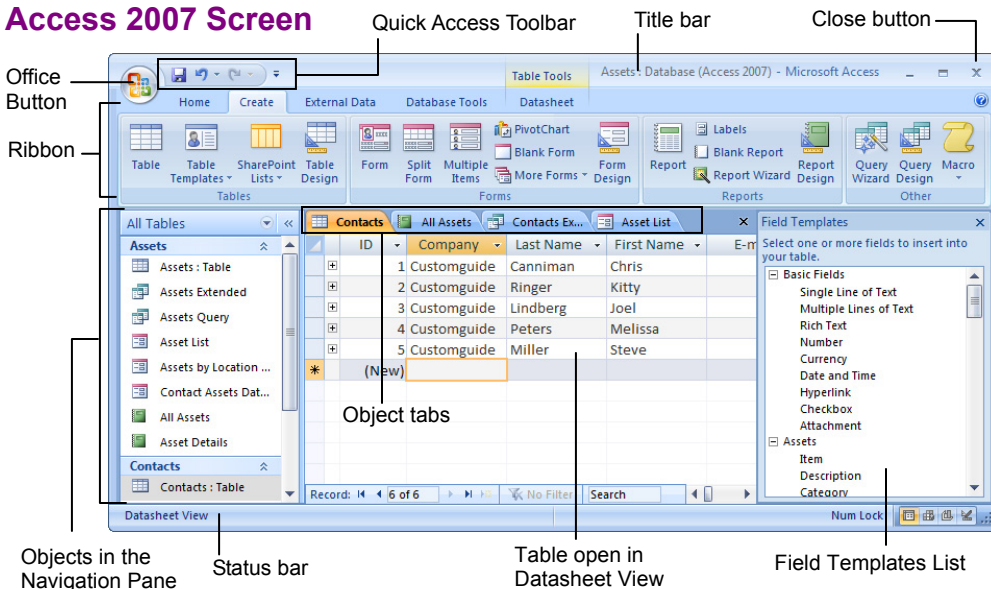 Access 2007 Screen
Quick Access Toolbar
Title bar
Close button
Office
Button
Ribbon
Table Tools
Assets : Database (Access 2007) - Microsoft Access
Home
Create
External Data
Database Tools
Datasheet
Table
Table
Templates
SharePoint
Lists
Table
Design
Tables
Form
Split
Form
Multiple
Items
PivotChart
Blank Form
More Forms
Form
Design
Forms
Report
Labels
Blank Report
Report Wizard
Report
Design
Reports
Query
Wizard
Query
Design
Macro
Other
All Tables
Assets
Assets : Table
Assets Extended
Assets Query
Asset List
Assets by Location ...
Contact Assets Dat...
All Assets
Asset Details
Contacts
Contacts : Table
Contacts
All Assets
Contacts Ex...
Asset List
ID Company Last Name First Name E-m
1 Customguide Canniman Chris
2 Customguide Ringer Kitty
3 Customguide Lindberg Joel
4 Customguide Peters Melissa
5 Customguide Miller Steve
(New)
Object tabs
Record: 6 of 6 No Filter Search
Field Templates
Select one or more fields to insert into
your table.
Basic Fields
Single Line of Text
Multiple Lines of Text
Rich Text
Number
Currency
Date and Time
Hyperlink
Checkbox
Attachment
Assets
Item
Description
Category
Datasheet View
Num Lock
Objects in the
Navigation Pane
Status bar
Table open in
Datasheet View
Field Templates List